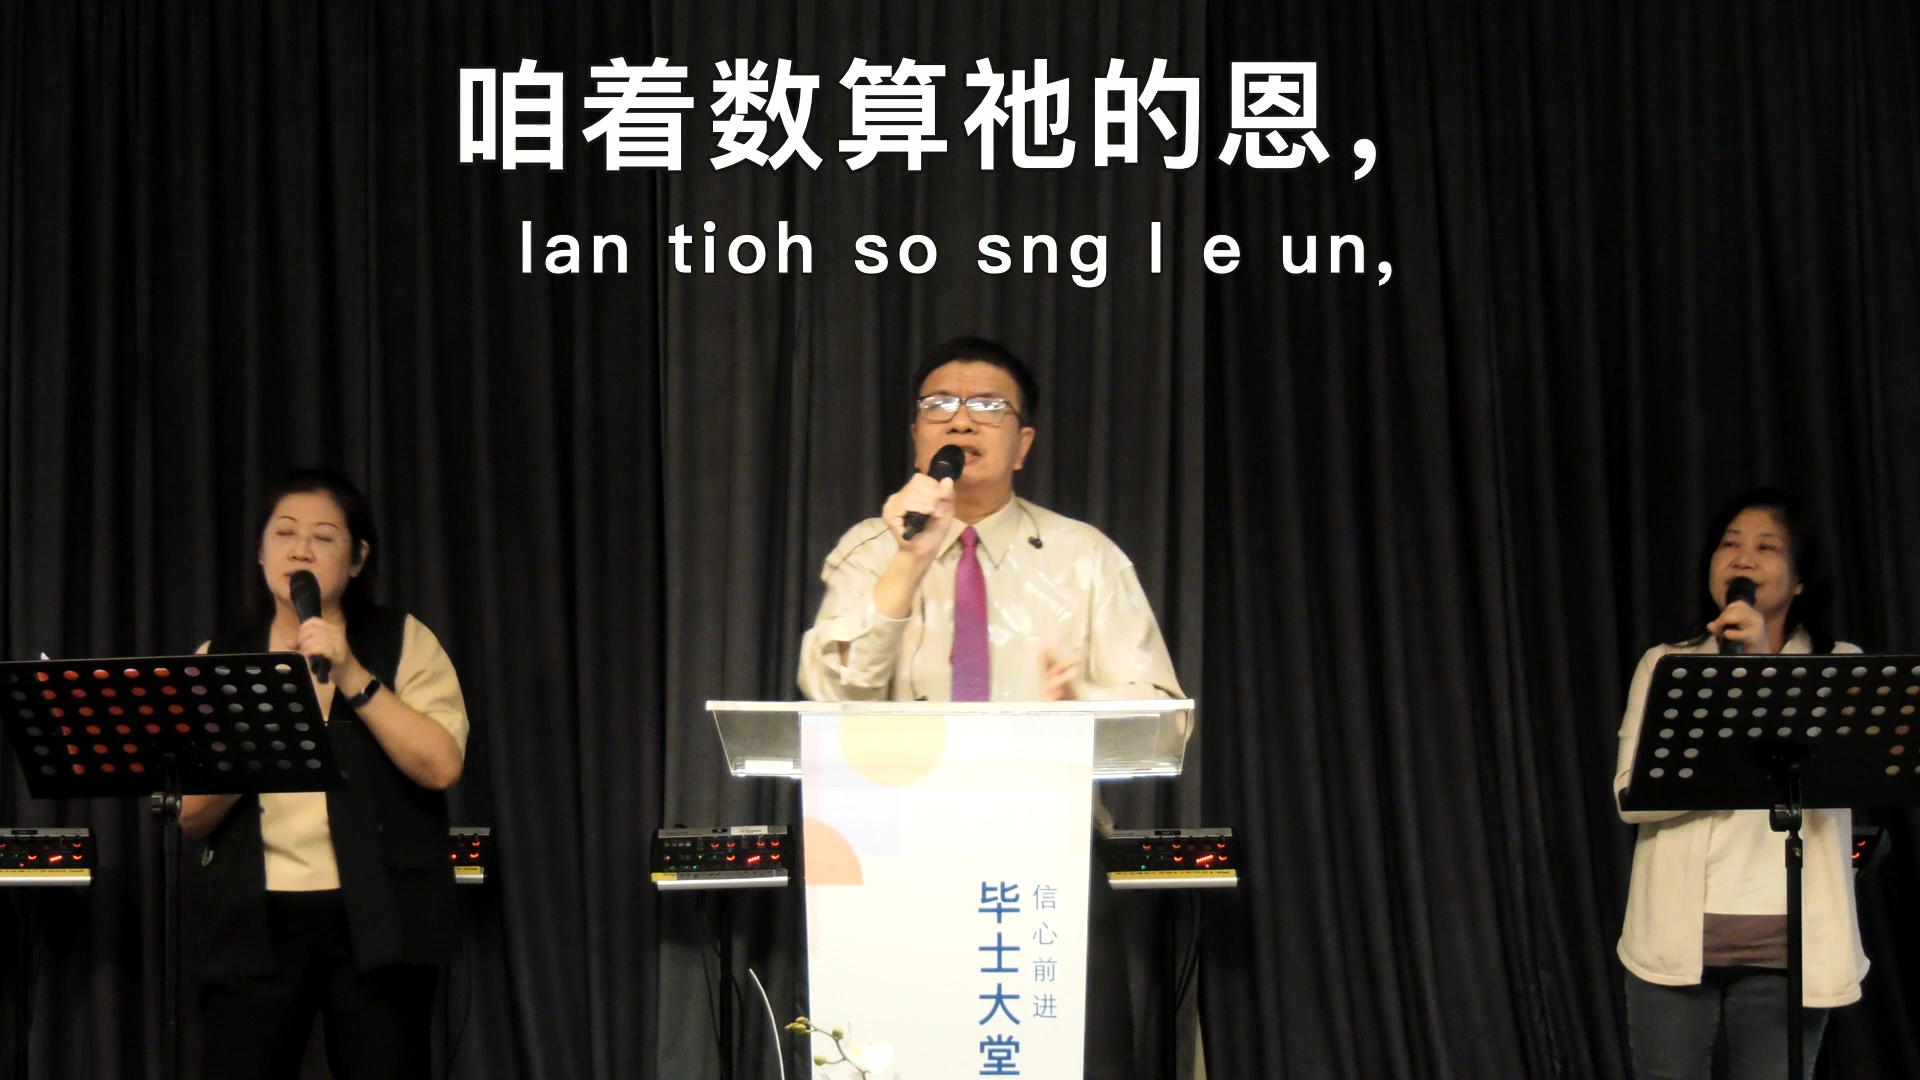 咱着数算祂的恩，
lan tioh so sng I e un,
信心前进
毕士大堂